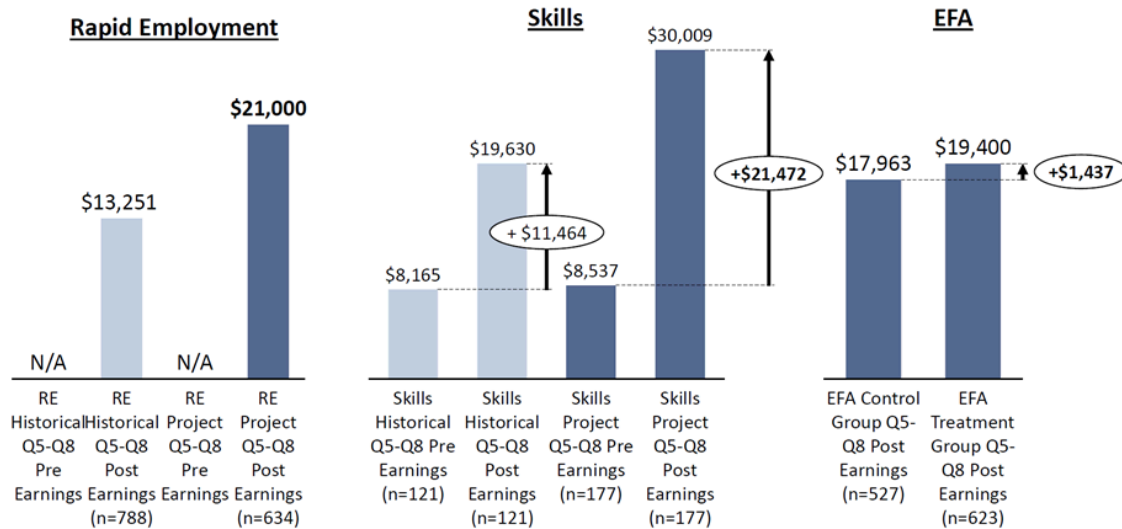 Rapid Employment
$21,000
$13,251
N/A
N/A
RE
Historical
Q5-Q8
Pre
Earnings
RE
Historical
Q5-Q8
Post
Earnings
(n=788)
RE
Project
Q5-Q8
Pre
Earnings
RE
Project
Q5-Q8
Post
Earnings
(n=634)
Skills
$30,009
$19,630
+$21,472
+ $11,464
$8,165
$8,537
Skills
Historical
Q5-Q8 Pre
Earnings
(n=121)
Skills
Historical
Q5-Q8
Post
Earnings
(n=121)
Skills
Project
Q5-Q8 Pre
Earnings
(n=177)
Skills
Project
Q5-Q8
Post
Earnings
(n=177)
EFA
$17,963
$19,400
+$1,437
EFA Control
Group Q5-
Q8 Post
Earnings
(n=527)
EFA
Treatment
Group Q5-
Q8 Post
Earnings
(n=623)